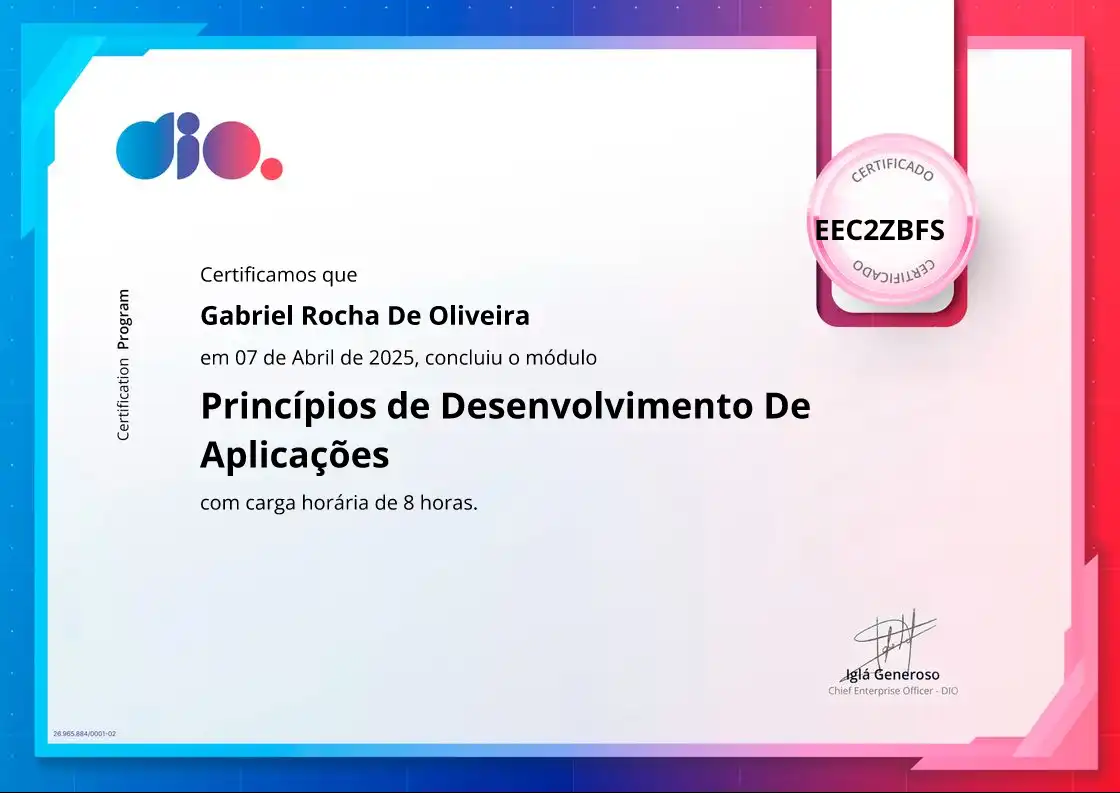 dio.
CERTIFICADO
EEC2ZBFS
CERTIFICADO
Certification Program
Certificamos que
Gabriel Rocha De Oliveira
em 07 de Abril de 2025, concluiu o módulo
Princípios de Desenvolvimento De
Aplicações
com carga horária de 8 horas.
Iglá Generoso
Chief Enterprise Officer - DIO
26.965.884/0001-02